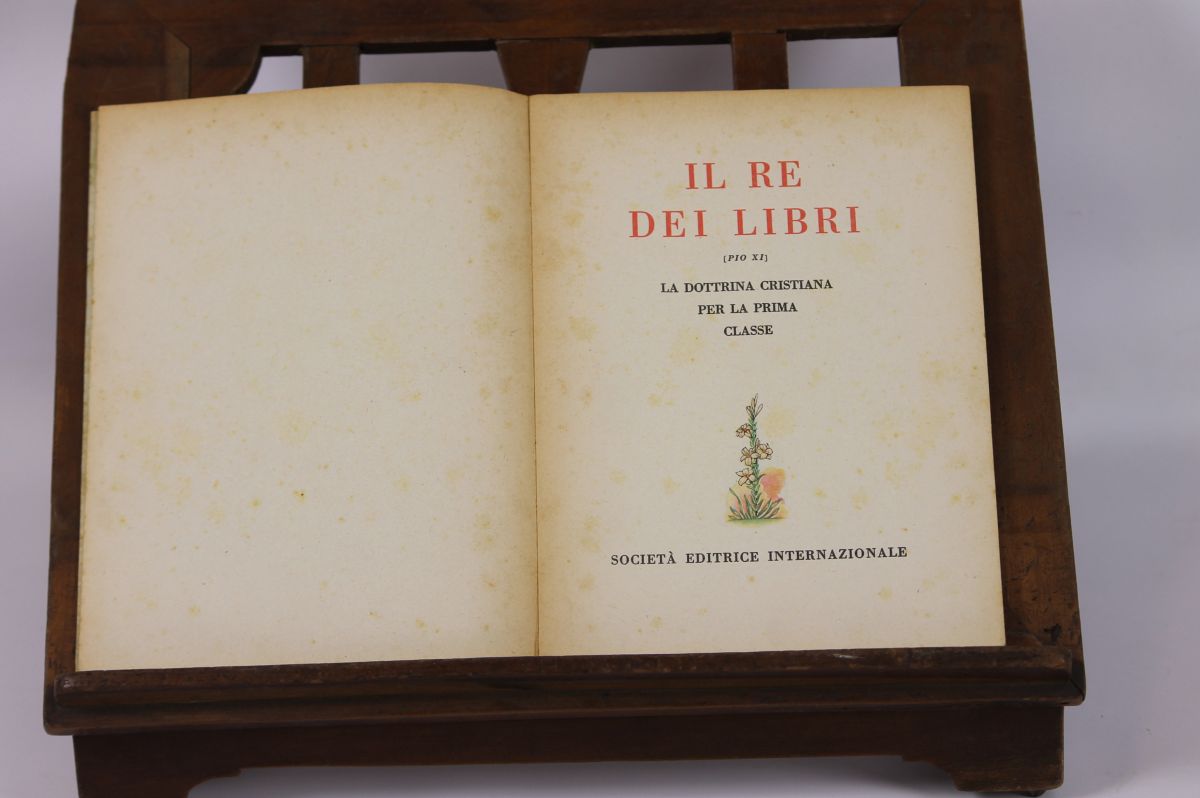 IL RE
DEI LIBRI
(PIO XI)
LA DOTTRINA CRISTIANA
PER LA PRIMA
CLASSE
SOCIETÀ EDITRICE INTERNAZIONALE